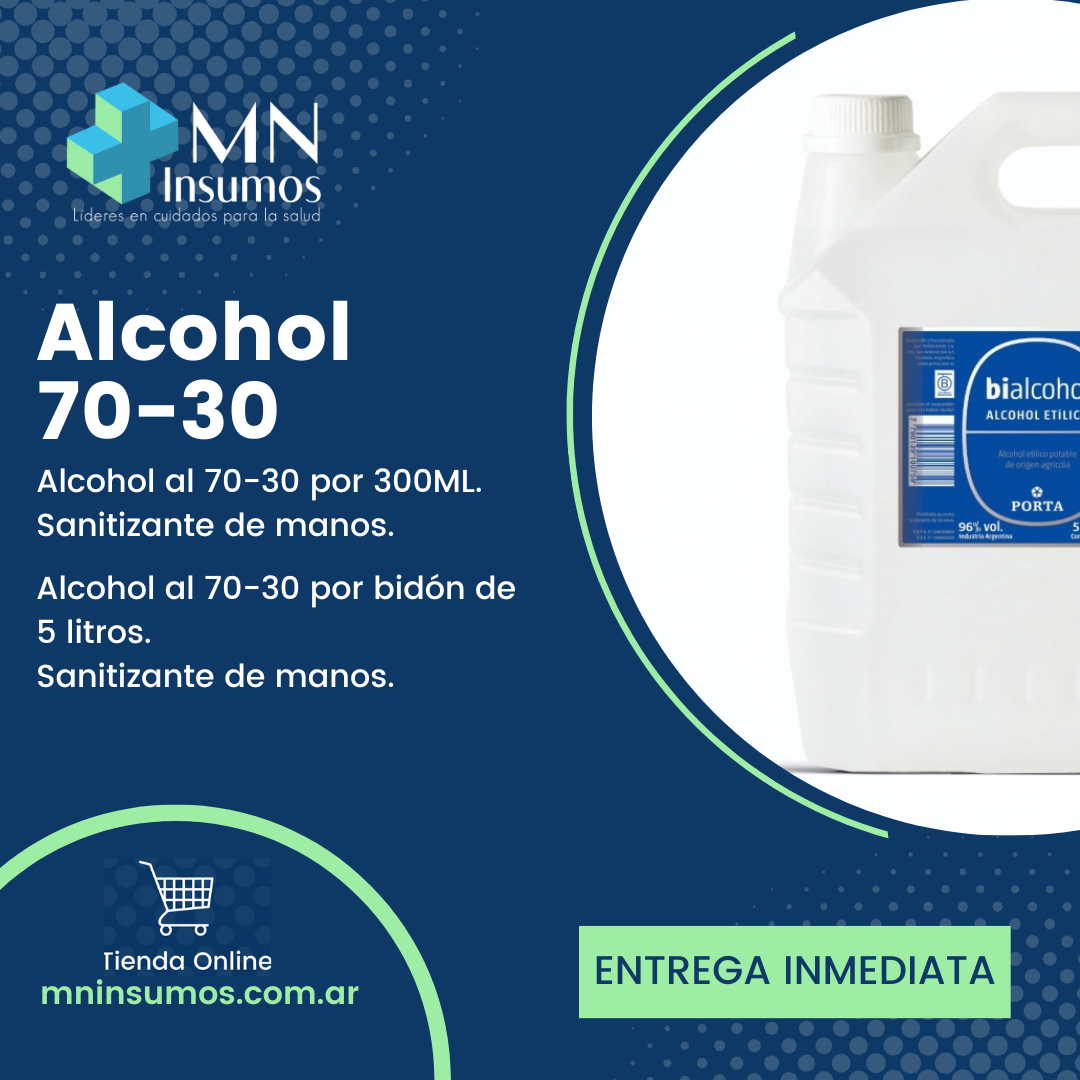 MN
Insumos
Líderes en cuidados para la salud
Alcohol
70-30
Alcohol al 70-30 por 300ML.
Sanitizante de manos.
Alcohol al 70-30 por bidón de
5 litros.
Sanitizante de manos.
bialcoho
ALCOHOL ETÍLIC
Alcohol etílico potable
de origen agrícola
PORTA
96% vol.
Industria Argentina
5
Tienda Online
mninsumos.com.ar
ENTREGA INMEDIATA